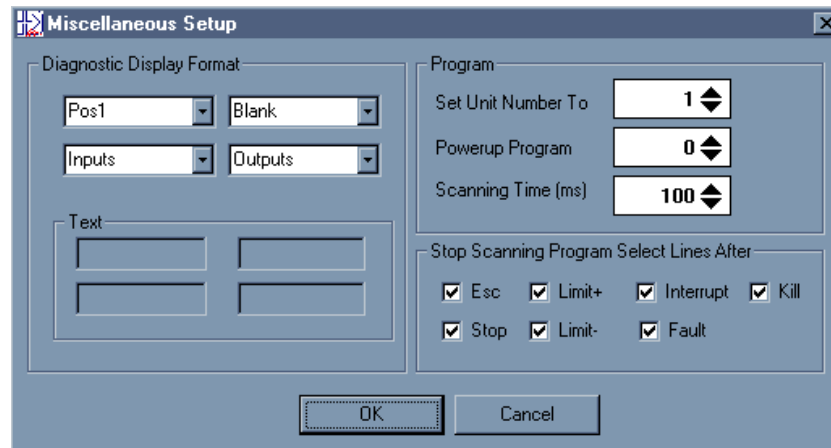 Miscellaneous Setup
Diagnostic Display Format
Pos1 Blank
Inputs Outputs
Text
Program
Set Unit Number To 1
Powerup Program 0
Scanning Time (ms) 100
Stop Scanning Program Select Lines After
Esc Limit+ Interrupt Kill
Stop Limit- Fault
OK Cancel